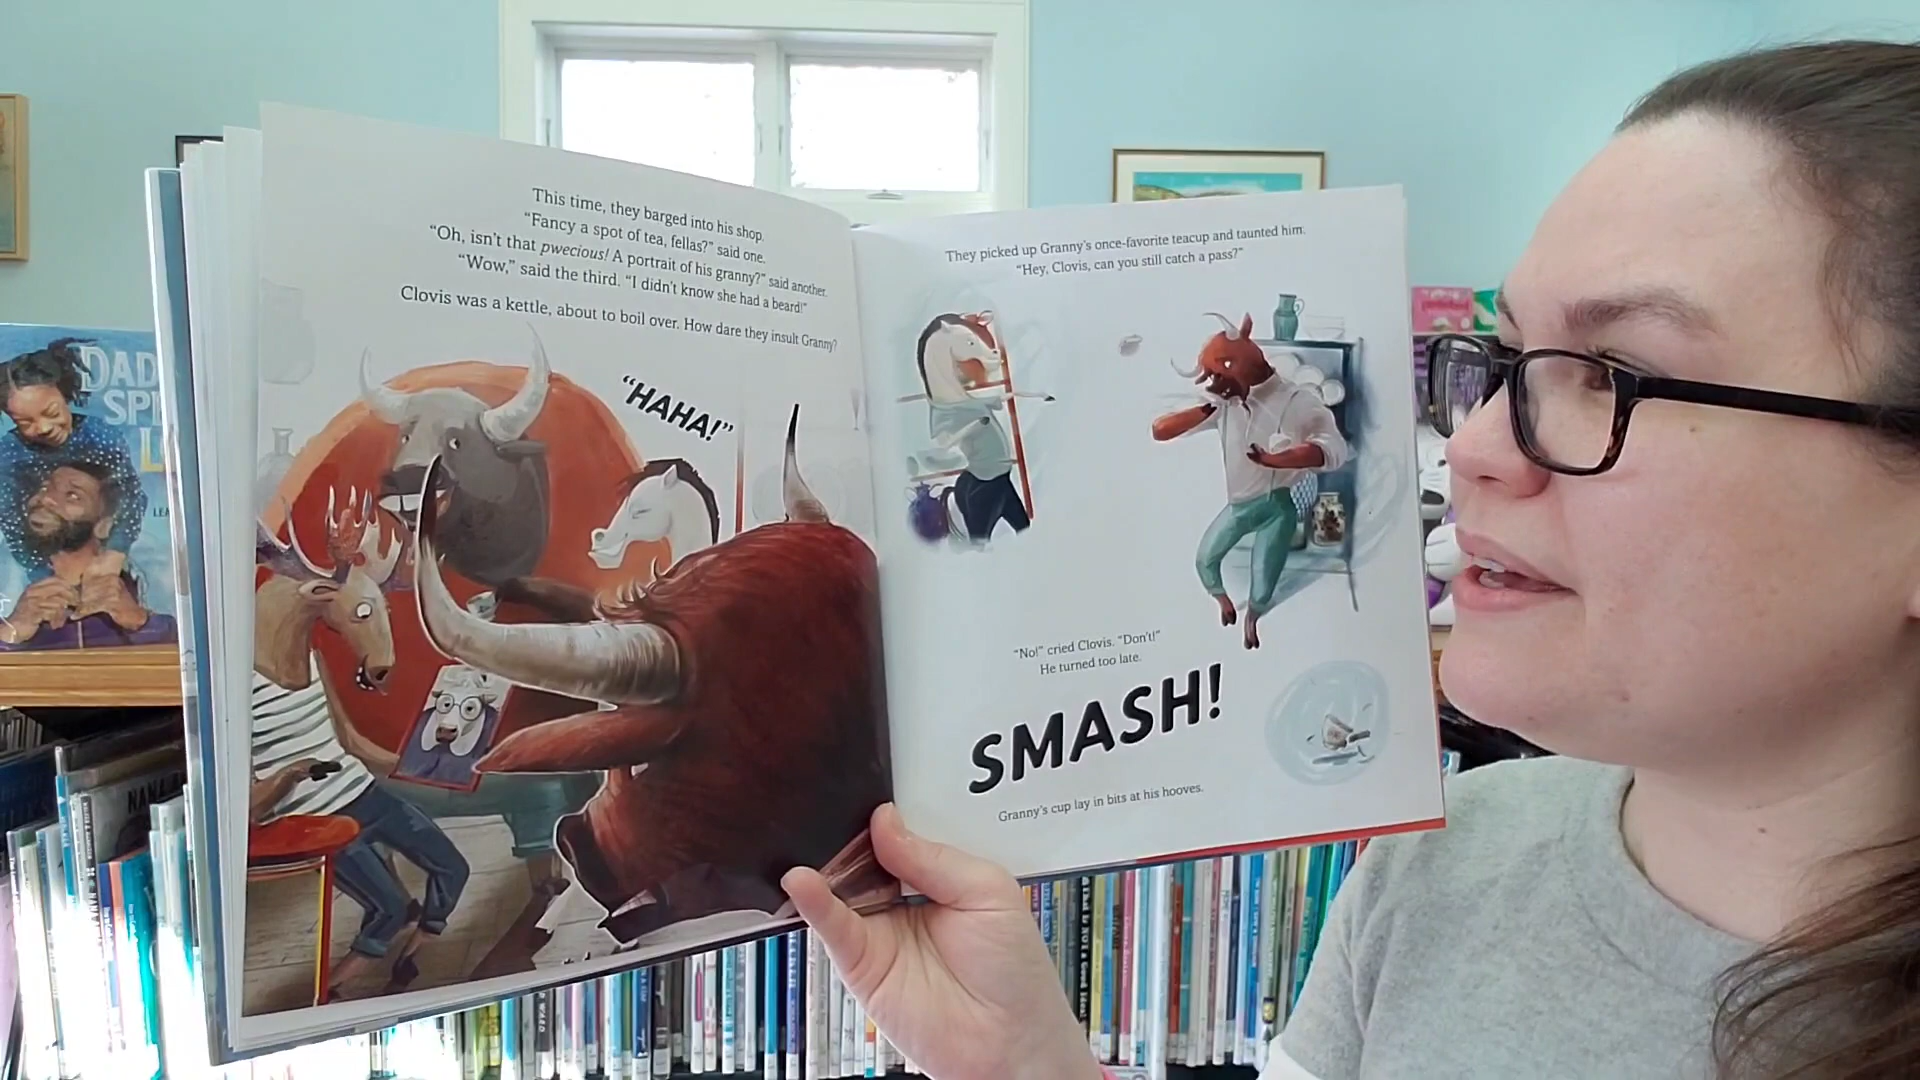 This time, they barged into his shop.
“Fancy a spot of tea, fellas?” said one.
“Oh, isn’t that pwecious! A portrait of his granny?” said another.
“Wow,” said the third. “I didn’t know she had a beard!”
Clovis was a kettle, about to boil over. How dare they insult Granny?
“HAHA!”
They picked up Granny’s once-favorite teacup and taunted him.
“Hey, Clovis, can you still catch a pass?”
“No!” cried Clovis. “Don’t!”
He turned too late.
SMASH!
Granny’s cup lay in bits at his hooves.
DAD